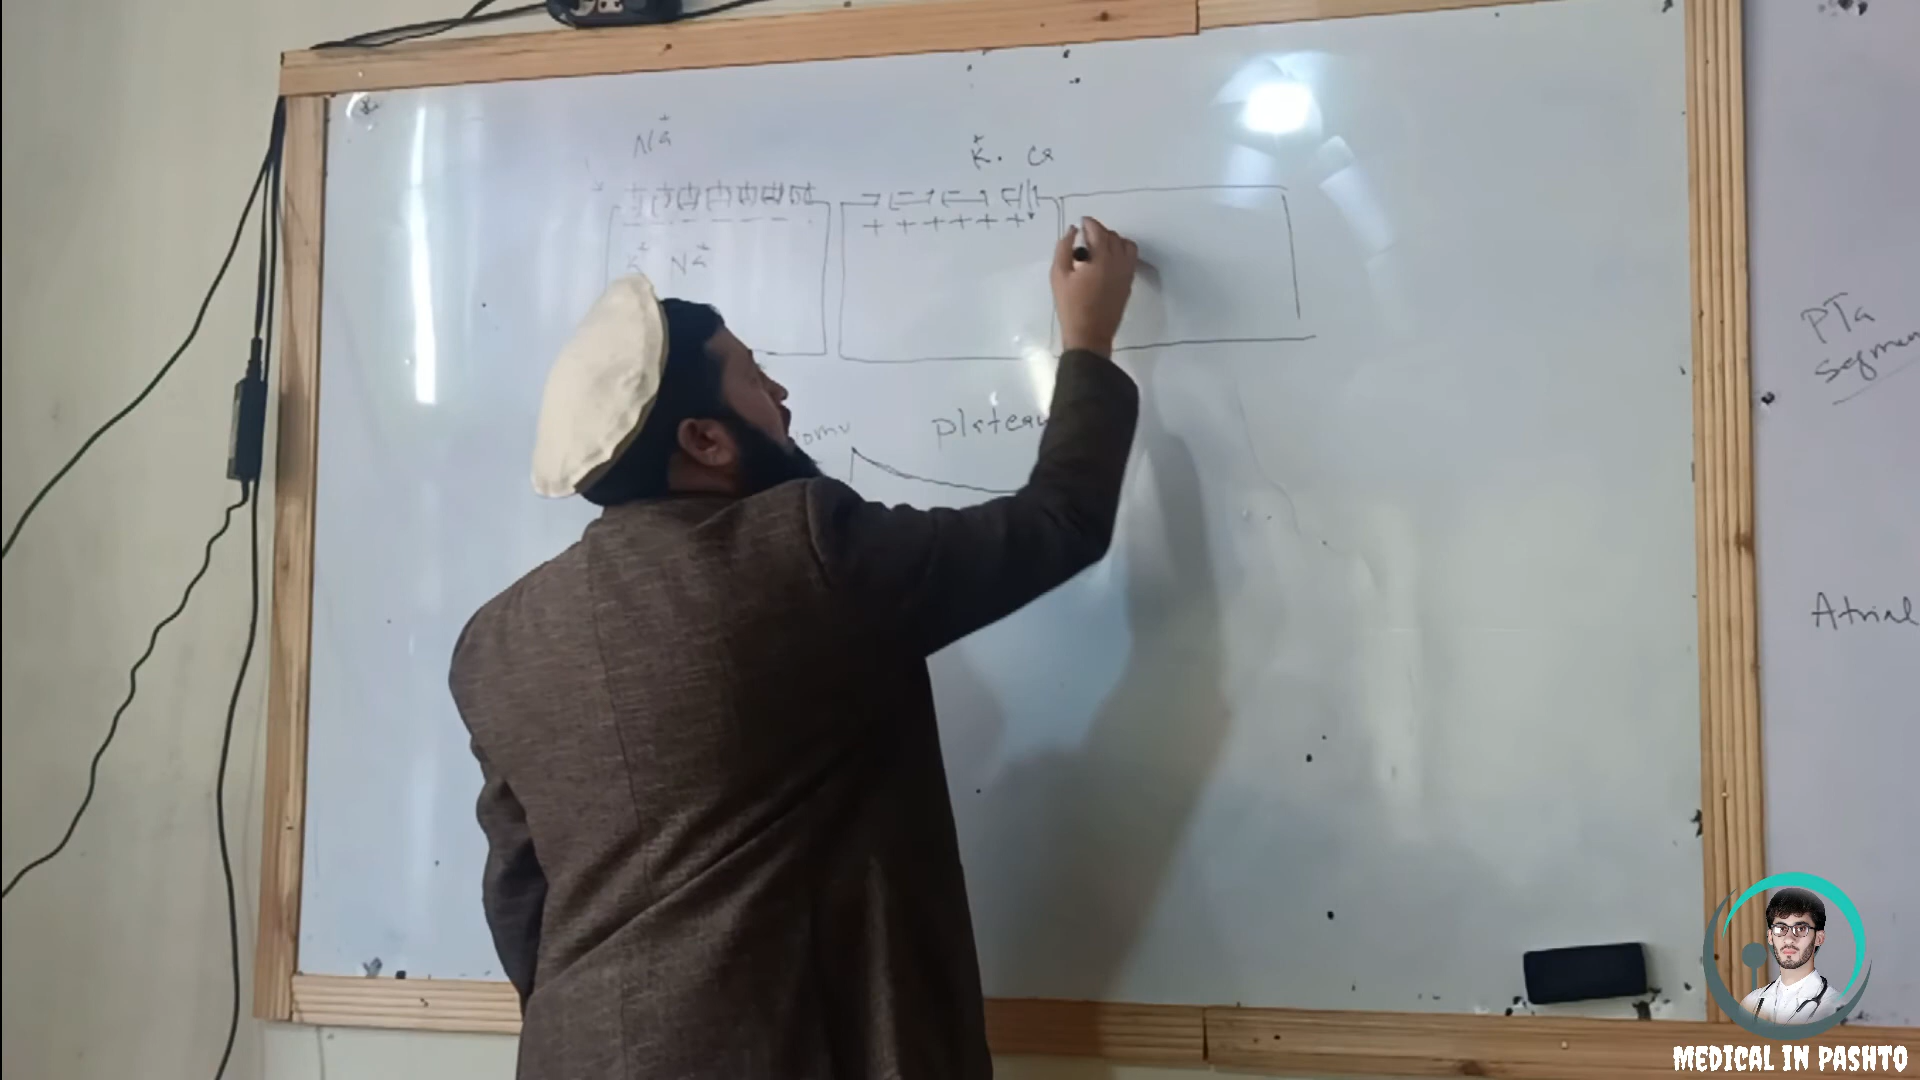 Na+
K+ Ca
+ + + + + +
K+ Na+
Plateau
PTa
Segmen
Atrial
MEDICAL IN PASHTO